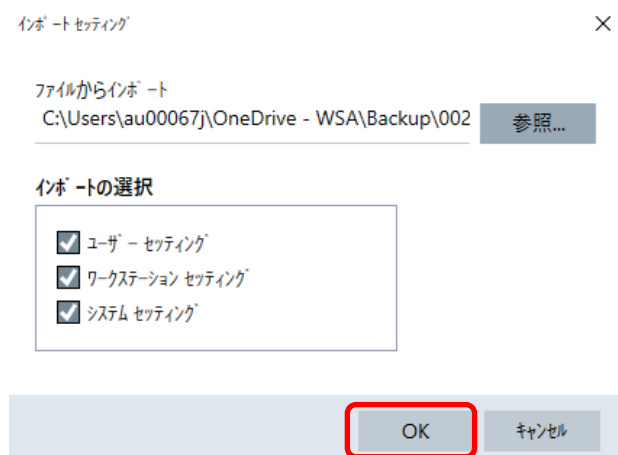 ｲﾝﾎﾟｰﾄ ｾｯﾃｨﾝｸﾞ
ﾌｧｲﾙからｲﾝﾎﾟｰﾄ
C:\Users\au00067j\OneDrive - WSA\Backup\002
参照...
ｲﾝﾎﾟｰﾄの選択
ﾕｰｻﾞｰ ｾｯﾃｨﾝｸﾞ
ﾜｰｸｽﾃｰｼｮﾝ ｾｯﾃｨﾝｸﾞ
ｼｽﾃﾑ ｾｯﾃｨﾝｸﾞ
OK
ｷｬﾝｾﾙ